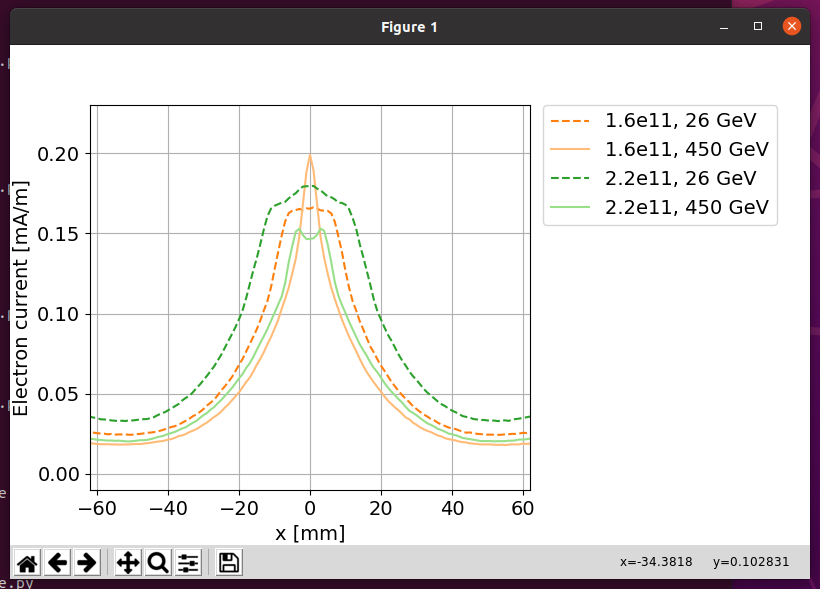 Figure 1
0.20
0.15
0.10
0.05
0.00
Electron current [mA/m]
−60
−40
−20
0
20
40
60
x [mm]
1.6e11, 26 GeV
1.6e11, 450 GeV
2.2e11, 26 GeV
2.2e11, 450 GeV
x=-34.3818 y=0.102831
e.py